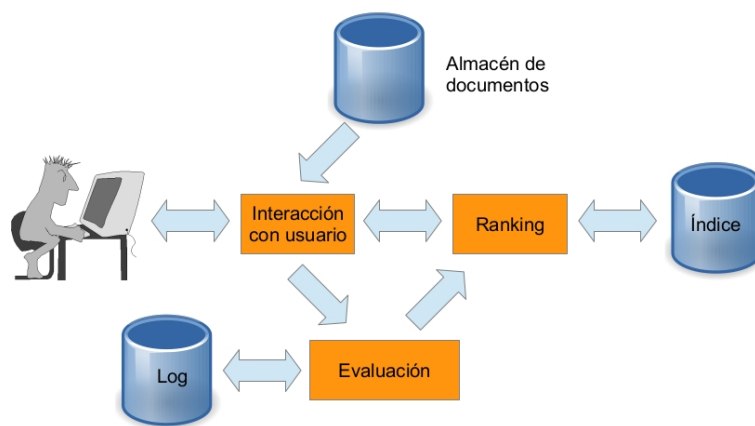 Almacén de
documentos
Interacción
con usuario
Ranking
Índice
Log
Evaluación